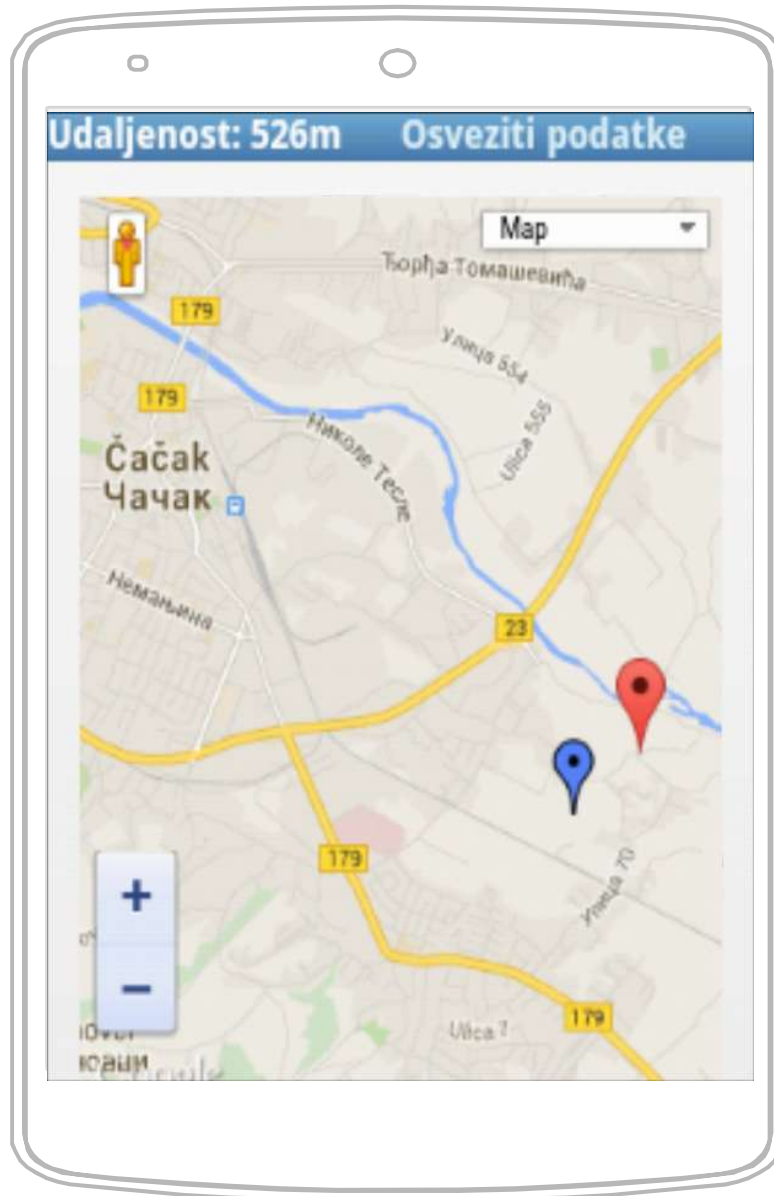 Udaljenost: 526m Osveziti podatke
Map
Ђорђа Томашевића
179
Улица 554
179
Ulica 555
Николе Тесле
Čačak
Чачак
Немањина
23
179
Улица 70
179
Ulica 7